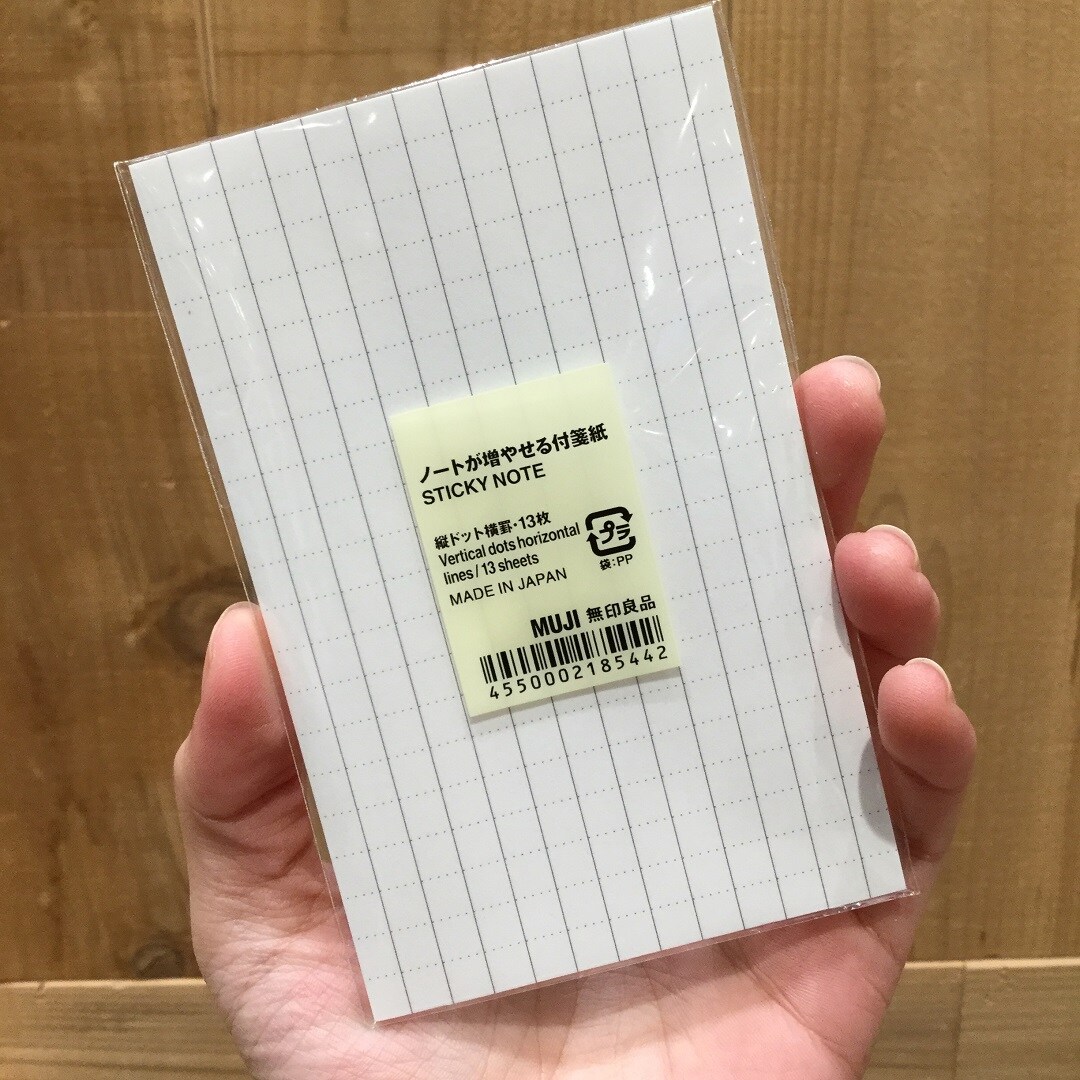 ノートが増やせる付箋紙
STICKY NOTE
縦ドット横罫・13枚
Vertical dots horizontal
lines / 13 sheets
MADE IN JAPAN
プラ
袋：PP
MUJI 無印良品
4550002185442